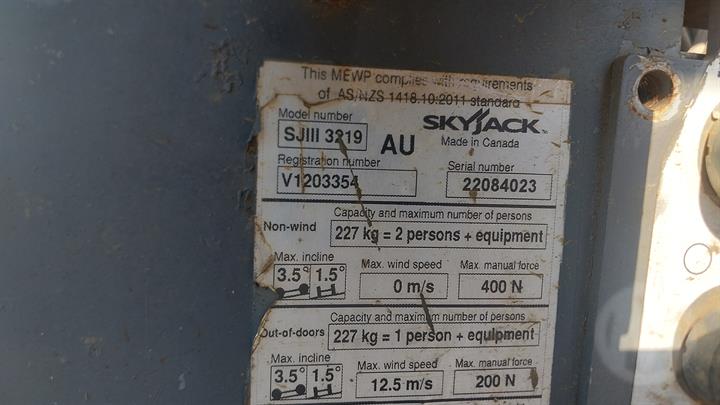 This MEWP complies with requirements
of AS/NZS 1418.10:2011 standard
Model number
SJIII 3219
AU
SKYJACK
Made in Canada
Registration number
Serial number
V1203354
22084023
Capacity and maximum number of persons
Non-wind
227 kg = 2 persons + equipment
Max. incline
Max. wind speed
Max. manual force
3.5° 1.5°
0 m/s
400 N
Capacity and maximum number of persons
Out-of-doors
227 kg = 1 person + equipment
Max. incline
Max. wind speed
Max. manual force
3.5° 1.5°
12.5 m/s
200 N